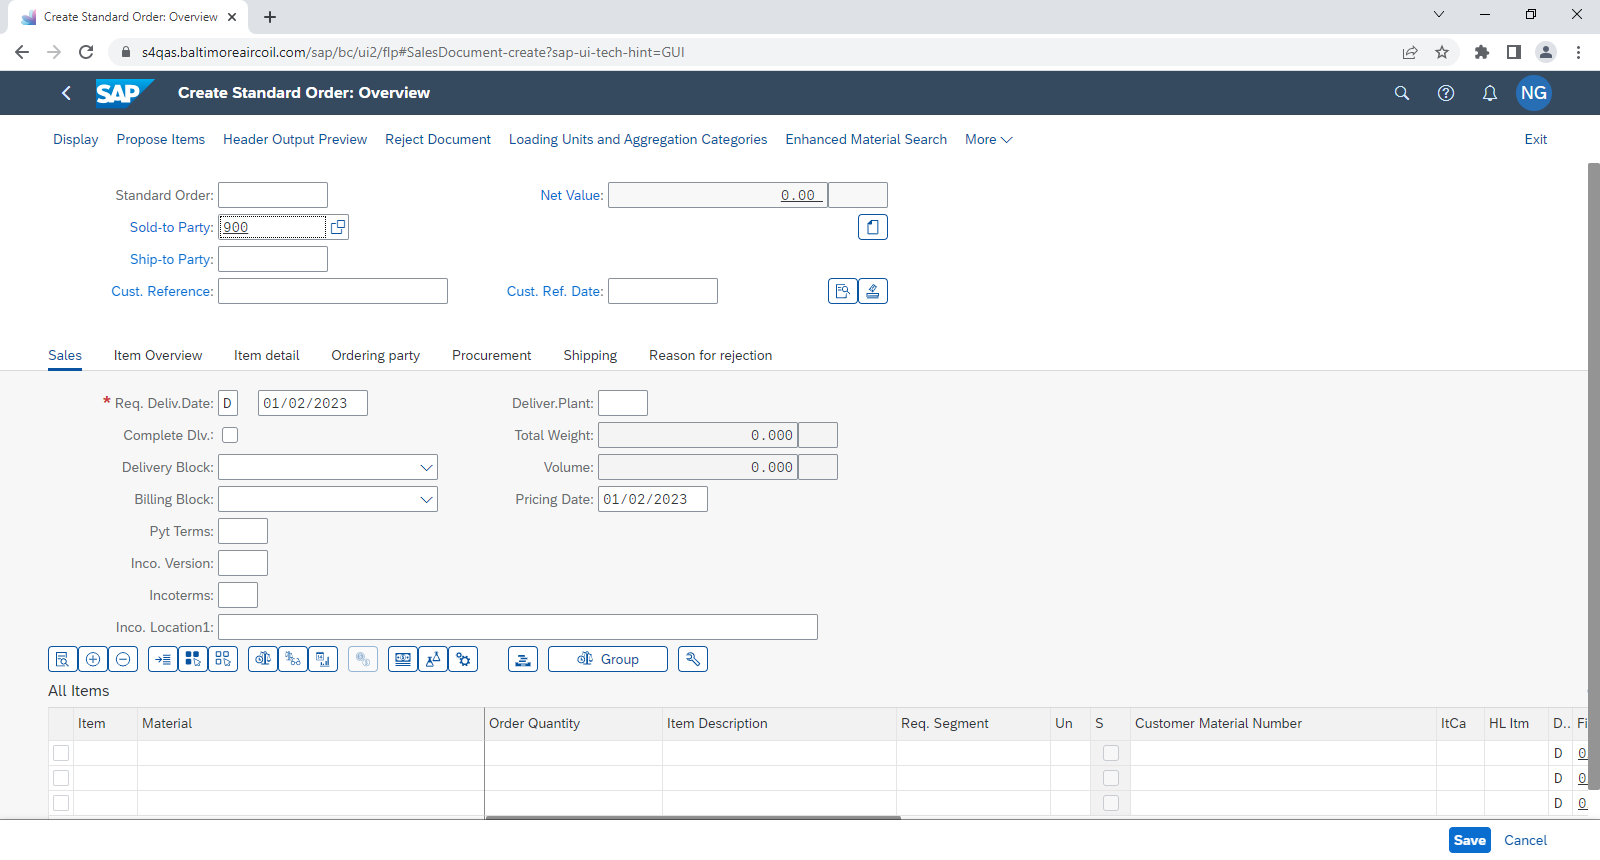 Create Standard Order: Overview
s4qas.baltimoreaircoil.com/sap/bc/ui2/flp#SalesDocument-create?sap-ui-tech-hint=GUI
SAP Create Standard Order: Overview NG
Display Propose Items Header Output Preview Reject Document Loading Units and Aggregation Categories Enhanced Material Search More Exit
Standard Order: Net Value: 0.00
Sold-to Party: 900
Ship-to Party:
Cust. Reference: Cust. Ref. Date:
Sales Item Overview Item detail Ordering party Procurement Shipping Reason for rejection
* Req. Deliv.Date: D 01/02/2023 Deliver.Plant:
Complete Dlv.: Total Weight: 0.000
Delivery Block: Volume: 0.000
Billing Block: Pricing Date: 01/02/2023
Pyt Terms:
Inco. Version:
Incoterms:
Inco. Location1:
Group
All Items
Item Material Order Quantity Item Description Req. Segment Un S Customer Material Number ItCa HL Itm D.. Fi
D 0
D 0
D 0
Save Cancel